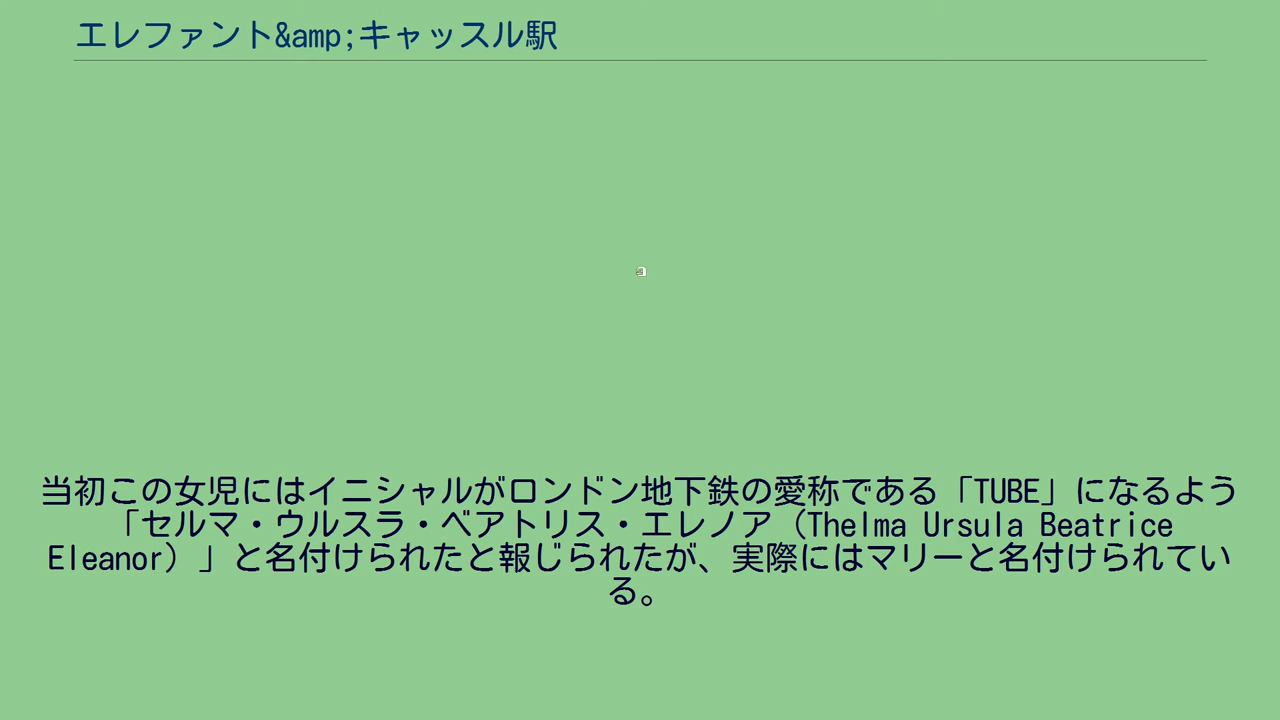 エレファント&amp;キャッスル駅
当初この女児にはイニシャルがロンドン地下鉄の愛称である「TUBE」になるよう
「セルマ・ウルスラ・ベアトリス・エレノア（Thelma Ursula Beatrice
Eleanor）」と名付けられたと報じられたが、実際にはマリーと名付けられてい
る。